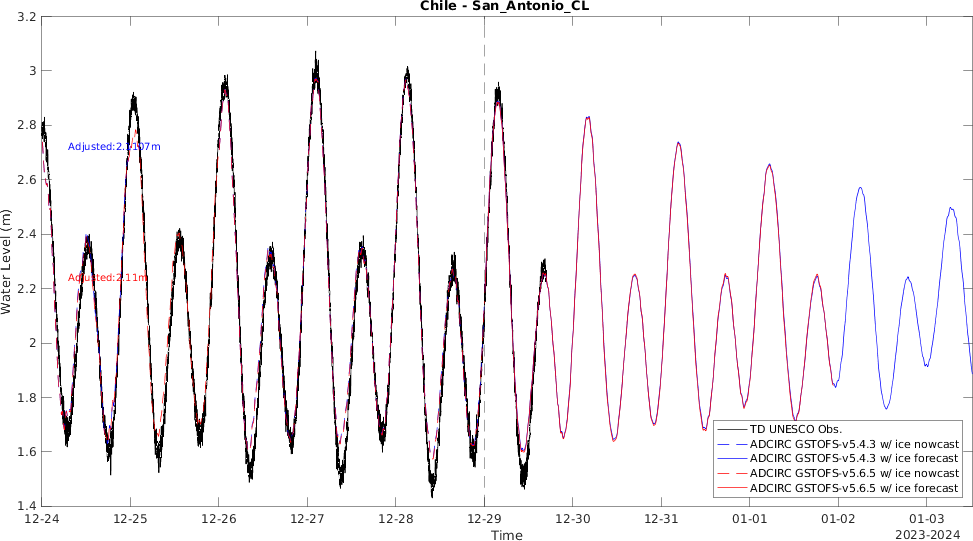 Chile - San_Antonio_CL
3.2
3
2.8
2.6
2.4
2.2
2
1.8
1.6
1.4
Water Level (m)
Adjusted:2.1107m
Adjusted:2.11m
TD UNESCO Obs.
ADCIRC GSTOFS-v5.4.3 w/ ice nowcast
ADCIRC GSTOFS-v5.4.3 w/ ice forecast
ADCIRC GSTOFS-v5.6.5 w/ ice nowcast
ADCIRC GSTOFS-v5.6.5 w/ ice forecast
12-24 12-25 12-26 12-27 12-28 12-29 12-30 12-31 01-01 01-02 01-03
Time
2023-2024